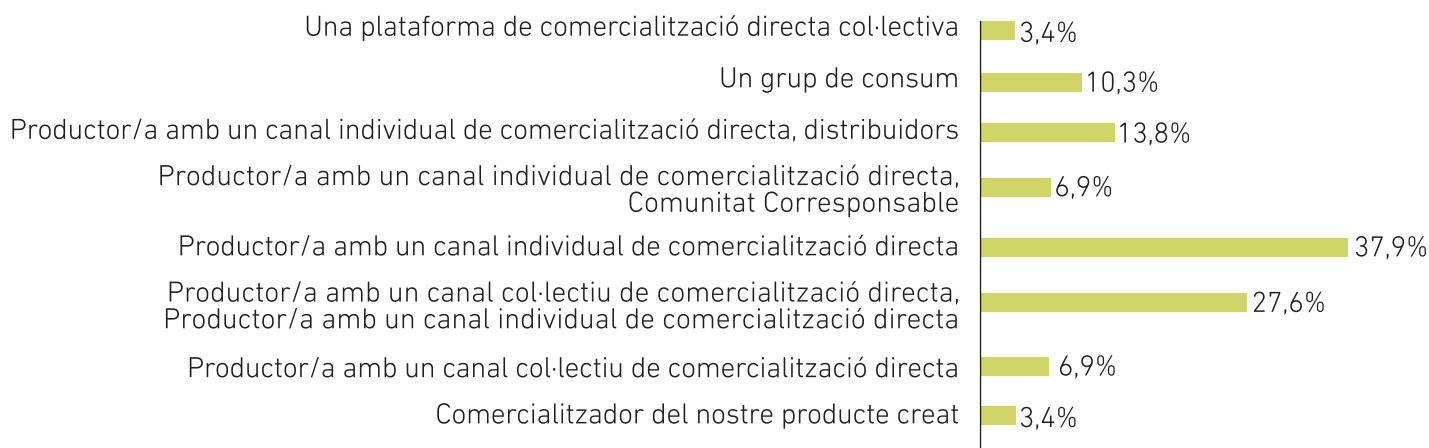 Una plataforma de comercialització directa col·lectiva
3,4%
Un grup de consum
10,3%
Productor/a amb un canal individual de comercialització directa, distribuidors
13,8%
Productor/a amb un canal individual de comercialització directa,
Comunitat Corresponsable
6,9%
Productor/a amb un canal individual de comercialització directa
37,9%
Productor/a amb un canal col·lectiu de comercialització directa,
Productor/a amb un canal individual de comercialització directa
27,6%
Productor/a amb un canal col·lectiu de comercialització directa
6,9%
Comercialitzador del nostre producte creat
3,4%